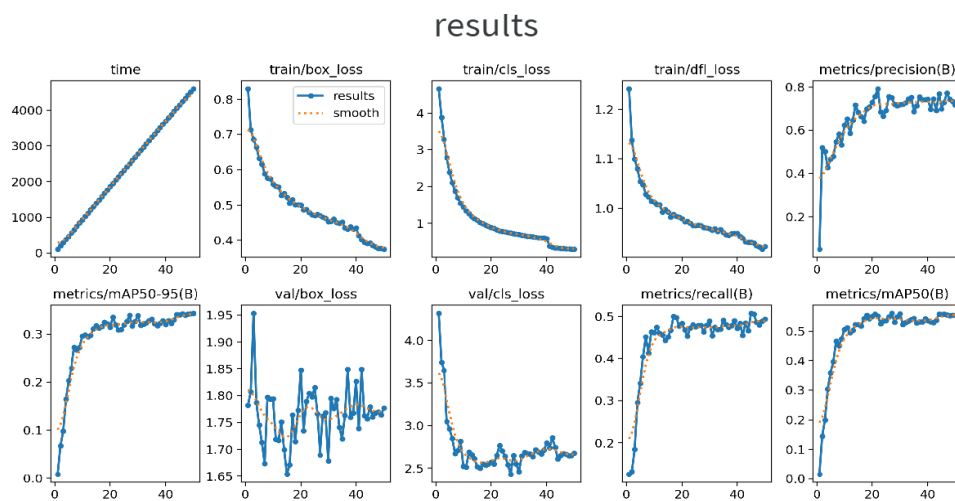 results
time
train/box_loss
train/cls_loss
train/dfl_loss
metrics/precision(B)
4000
3000
2000
1000
0
0 20 40
0.8
0.7
0.6
0.5
0.4
results
smooth
0 20 40
4
3
2
1
0 20 40
1.2
1.1
1.0
0 20 40
0.8
0.6
0.4
0.2
0 20 40
metrics/mAP50-95(B)
val/box_loss
val/cls_loss
metrics/recall(B)
metrics/mAP50(B)
0.3
0.2
0.1
0.0
0 20 40
1.95
1.90
1.85
1.80
1.75
1.70
1.65
0 20 40
4.5
4.0
3.5
3.0
2.5
0 20 40
0.5
0.4
0.3
0.2
0 20 40
0.5
0.4
0.3
0.2
0.1
0.0
0 20 40